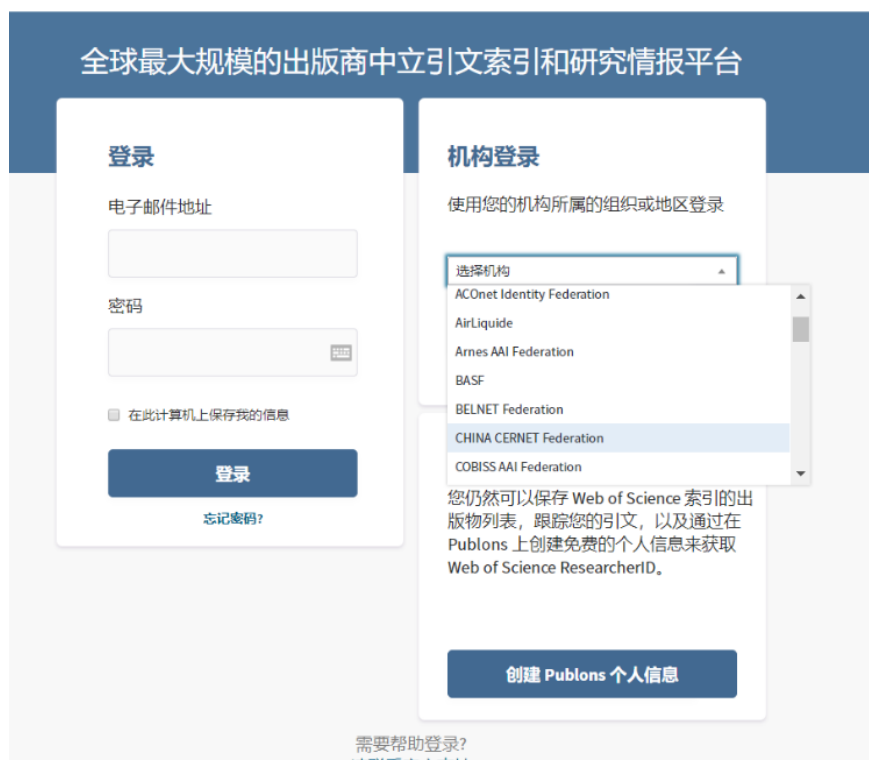 全球最大规模的出版商中立引文索引和研究情报平台
登录
电子邮件地址
密码
在此计算机上保存我的信息
登录
忘记密码?
机构登录
使用您的机构所属的组织或地区登录
选择机构
ACOnet Identity Federation
AirLiquide
Arnes AAI Federation
BASF
BELNET Federation
CHINA CERNET Federation
COBISS AAI Federation
您仍然可以保存 Web of Science 索引的出
版物列表，跟踪您的引文，以及通过在
Publons 上创建免费的个人信息来获取
Web of Science ResearcherID。
创建 Publons 个人信息
需要帮助登录?